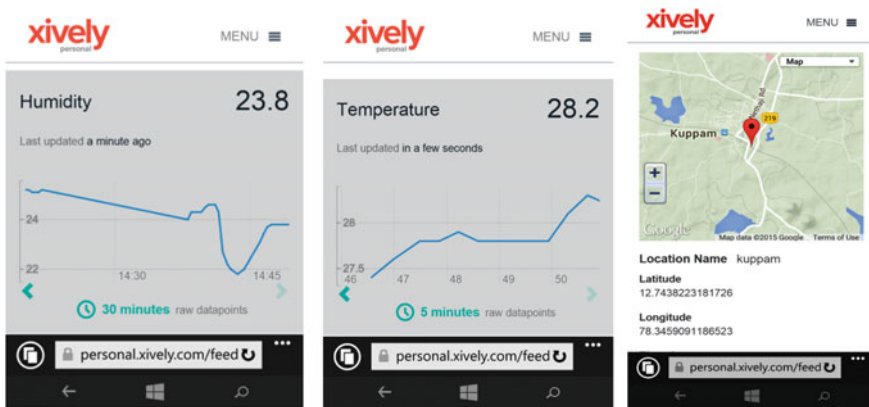 xively
personal
MENU
Humidity
23.8
Last updated a minute ago
24
22
14:30
14:45
30 minutes raw datapoints
personal.xively.com/feed
xively
personal
MENU
Temperature
28.2
Last updated in a few seconds
28
27.5
46 47 48 49 50
5 minutes raw datapoints
personal.xively.com/feed
xively
personal
MENU
Map
Kuppam
219
+
−
Google
Map data ©2015 Google Terms of Use
Location Name kuppam
Latitude
12.7438223181726
Longitude
78.3459091186523
personal.xively.com/feed